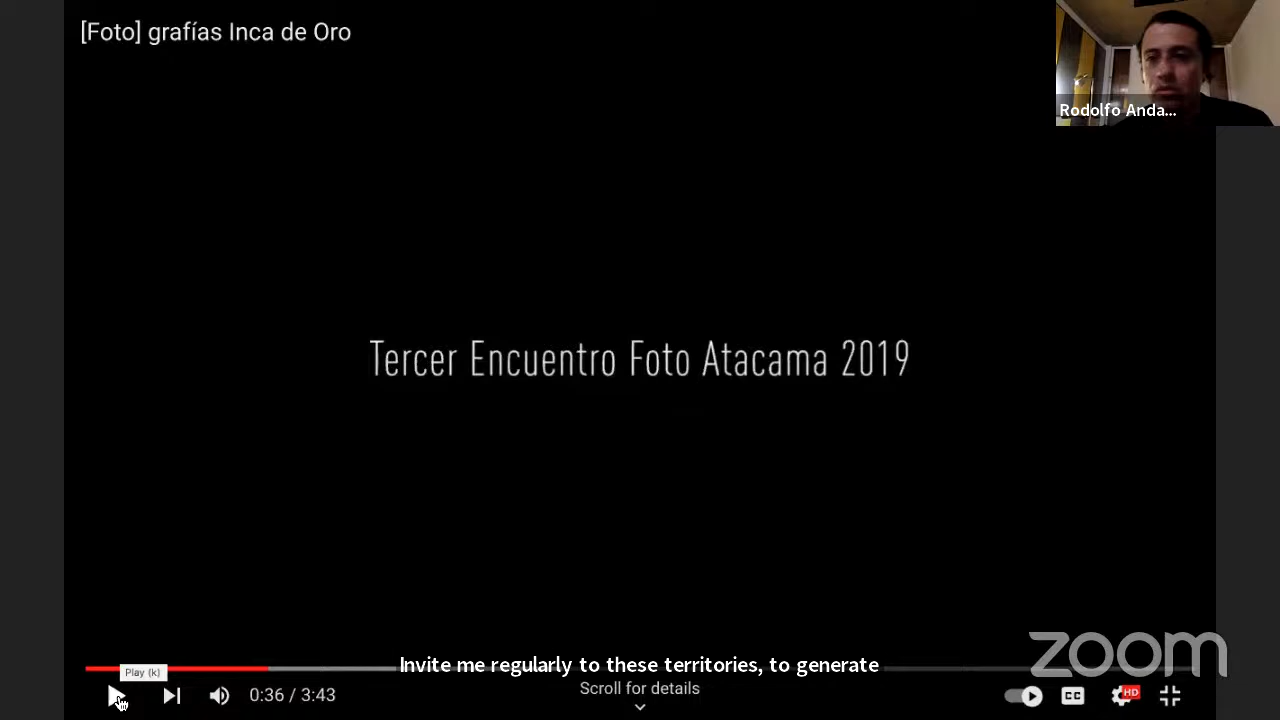 [Foto] grafías Inca de Oro
Rodolfo Anda...
Tercer Encuentro Foto Atacama 2019
Invite me regularly to these territories, to generate
Play (k)
Scroll for details
0:36 / 3:43
CC
HD
zoom